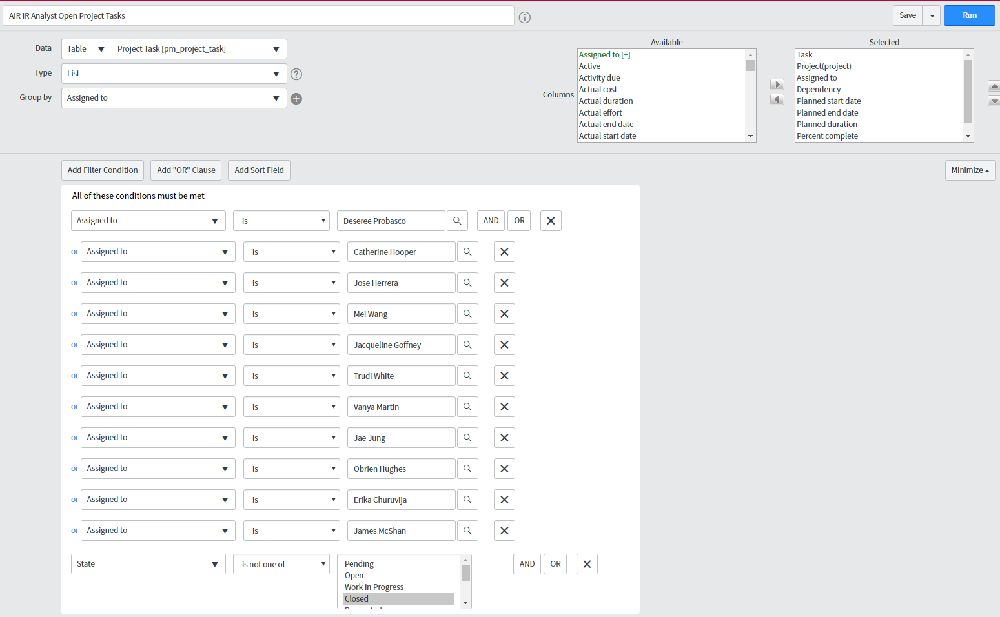 AIR IR Analyst Open Project Tasks
Save
Run
Data
Table
Project Task [pm_project_task]
Type
List
Group by
Assigned to
Columns
Available
Assigned to [+]
Active
Activity due
Actual cost
Actual duration
Actual effort
Actual end date
Actual start date
Selected
Task
Project(project)
Assigned to
Dependency
Planned start date
Planned end date
Planned duration
Percent complete
Add Filter Condition
Add "OR" Clause
Add Sort Field
Minimize
All of these conditions must be met
Assigned to is Deseree Probasco AND OR
or Assigned to is Catherine Hooper
or Assigned to is Jose Herrera
or Assigned to is Mei Wang
or Assigned to is Jacqueline Goffney
or Assigned to is Trudi White
or Assigned to is Vanya Martin
or Assigned to is Jae Jung
or Assigned to is Obrien Hughes
or Assigned to is Erika Churuvija
or Assigned to is James McShan
State is not one of
Pending
Open
Work In Progress
Closed
AND OR